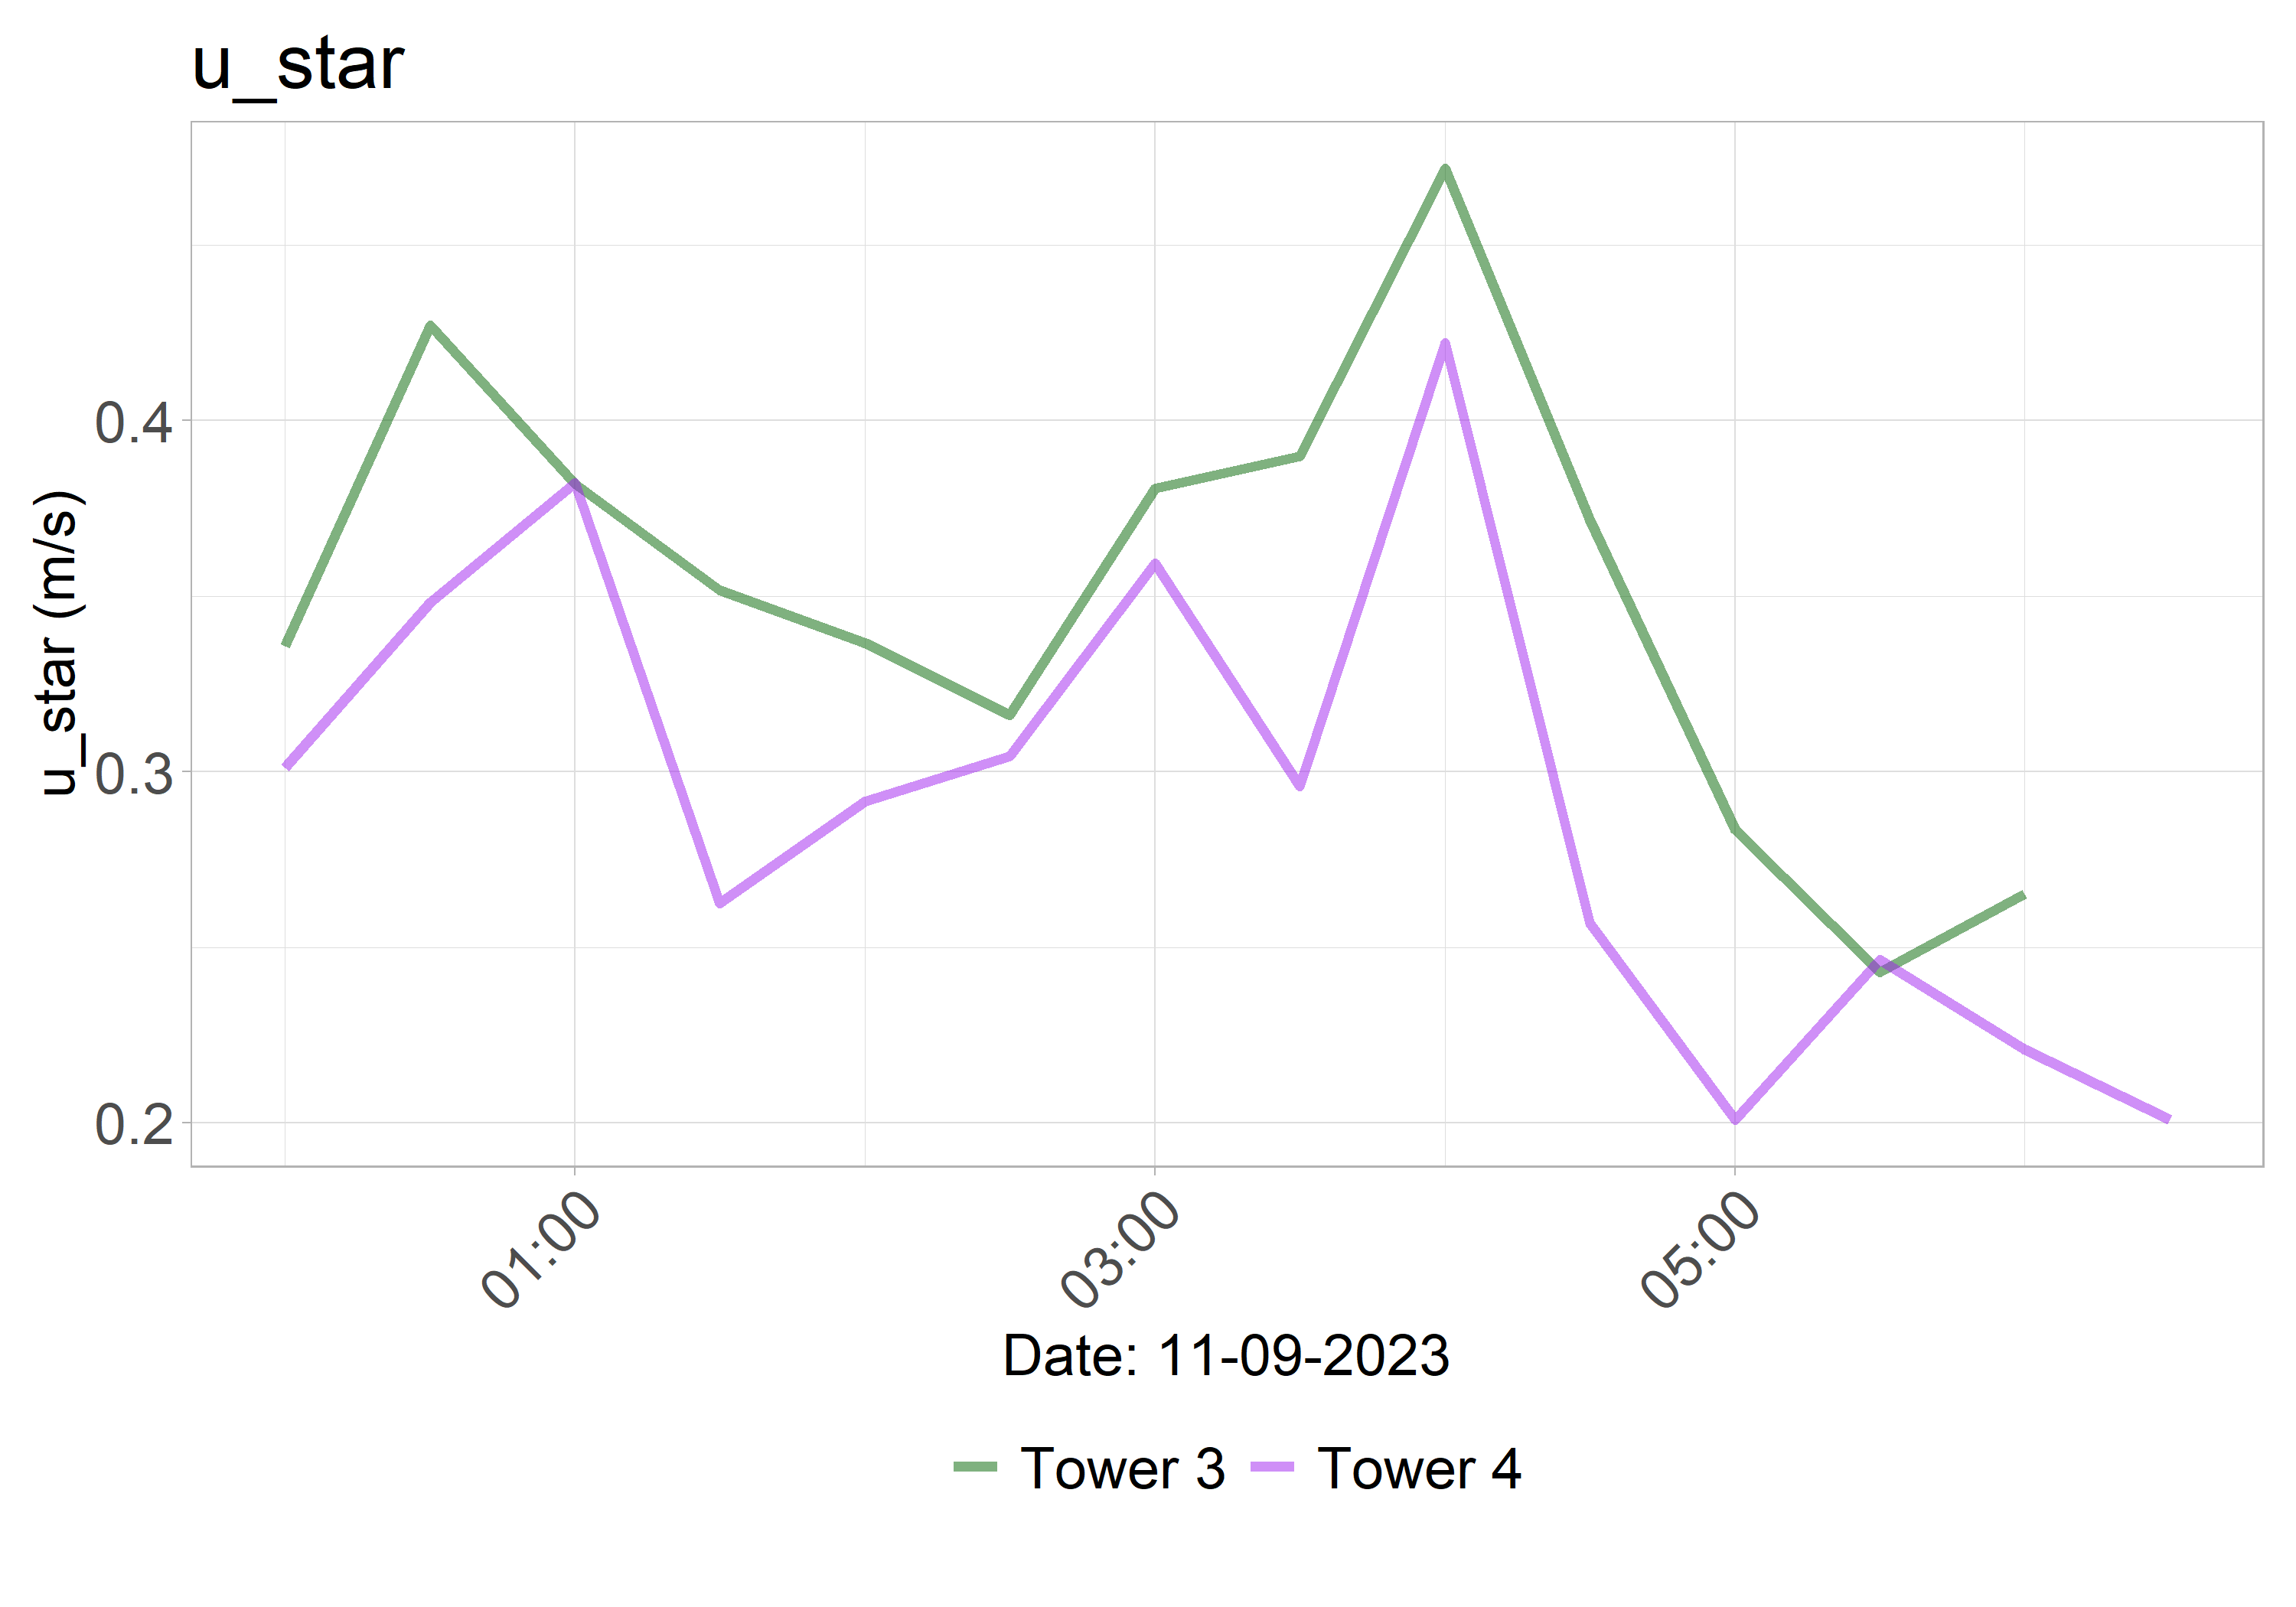 u_star
u_star (m/s)
0.4
0.3
0.2
01:00
03:00
05:00
Date: 11-09-2023
Tower 3
Tower 4